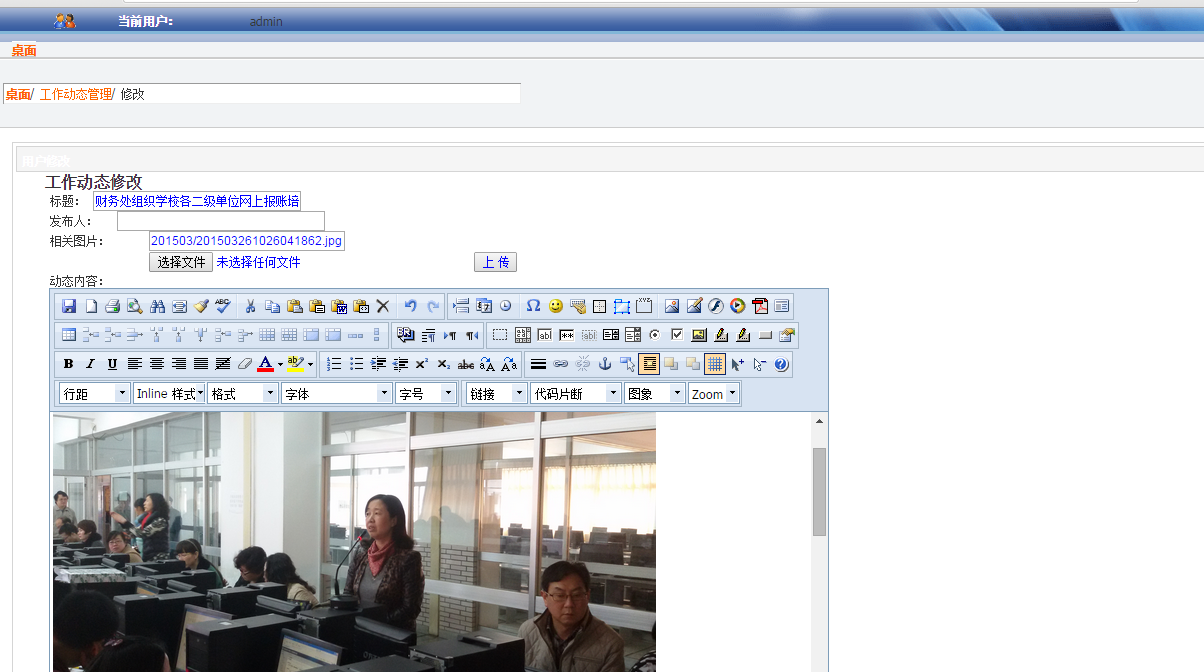 当前用户: admin
桌面
桌面/ 工作动态管理/ 修改
用户修改
工作动态修改
标题: 财务处组织学校各二级单位网上报账培
发布人:
相关图片: 201503/201503261026041862.jpg
选择文件 未选择任何文件 上 传
动态内容:
行距 Inline 样式 格式 字体 字号 链接 代码片断 图象 Zoom